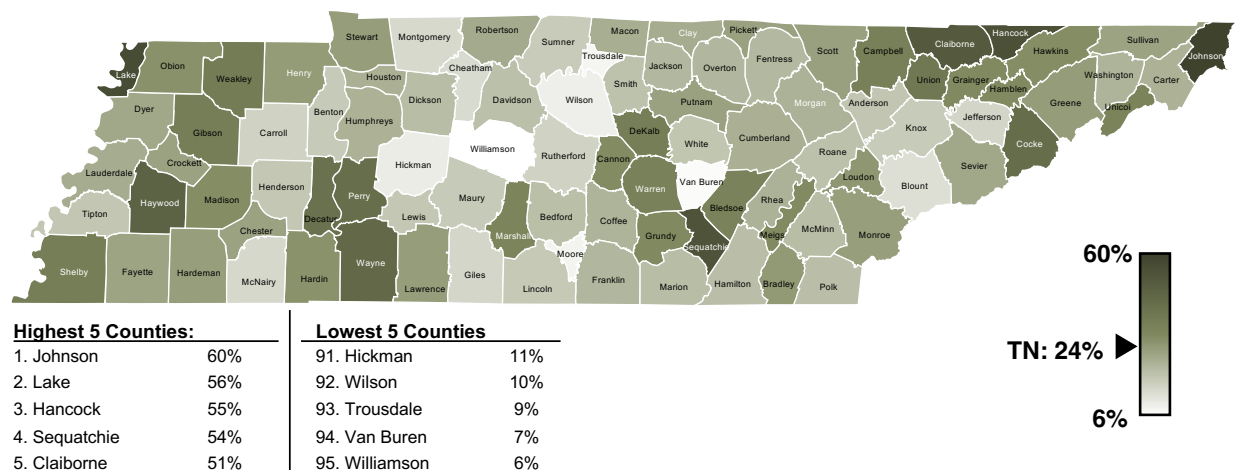 Stewart
Montgomery
Robertson
Sumner
Macon
Trousdale
Clay
Pickett
Scott
Campbell
Claiborne
Hancock
Hawkins
Sullivan
Johnson
Lake
Obion
Weakley
Henry
Houston
Cheatham
Smith
Jackson
Overton
Fentress
Union
Grainger
Hamblen
Washington
Carter
Dyer
Gibson
Carroll
Benton
Humphreys
Dickson
Davidson
Wilson
Putnam
Morgan
Anderson
Knox
Jefferson
Greene
Unicoi
Crockett
Hickman
Williamson
Rutherford
DeKalb
Cannon
White
Cumberland
Roane
Loudon
Blount
Sevier
Cocke
Lauderdale
Haywood
Madison
Henderson
Decatur
Perry
Lewis
Maury
Warren
Van Buren
Bledsoe
Rhea
Tipton
Chester
Marshall
Bedford
Coffee
Grundy
Sequatchie
Meigs
McMinn
Monroe
Shelby
Fayette
Hardeman
McNairy
Hardin
Wayne
Lawrence
Giles
Lincoln
Moore
Franklin
Marion
Hamilton
Bradley
Polk
60%
TN: 24%
6%
Highest 5 Counties:
1. Johnson 60%
2. Lake 56%
3. Hancock 55%
4. Sequatchie 54%
5. Claiborne 51%
Lowest 5 Counties
91. Hickman 11%
92. Wilson 10%
93. Trousdale 9%
94. Van Buren 7%
95. Williamson 6%